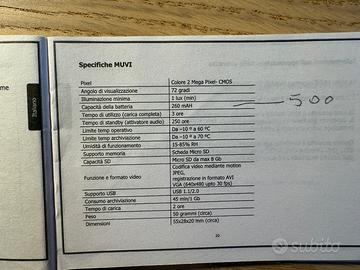 me
Italiano
Specifiche MUVI
Pixel Colore 2 Mega Pixel- CMOS
Angolo di visualizzazione 72 gradi
Illuminazione minima 1 lux (min)
Capacità della batteria 260 mAH 500
Tempo di utilizzo (carica completa) 3 ore
Tempo di standby (attivatore audio) 250 ore
Limite temp operativo Da -10 º a 60 ºC
Limite temp archiviazione Da -10 º a 70 ºC
Umidità di funzionamento 15-85% RH
Supporto memoria Scheda Micro SD
Capacità SD Micro SD da max 8 Gb
Funzione e formato video Codifica video mediante motion
JPEG,
registrazione in formato AVI
VGA (640x480 upto 30 fps)
Supporto USB USB 1.1/2.0
Consumo archiviazione 45 min/1 Gb
Tempo di carica 2 ore
Peso 50 grammi (circa)
Dimensioni 55x28x20 mm (circa)
subito